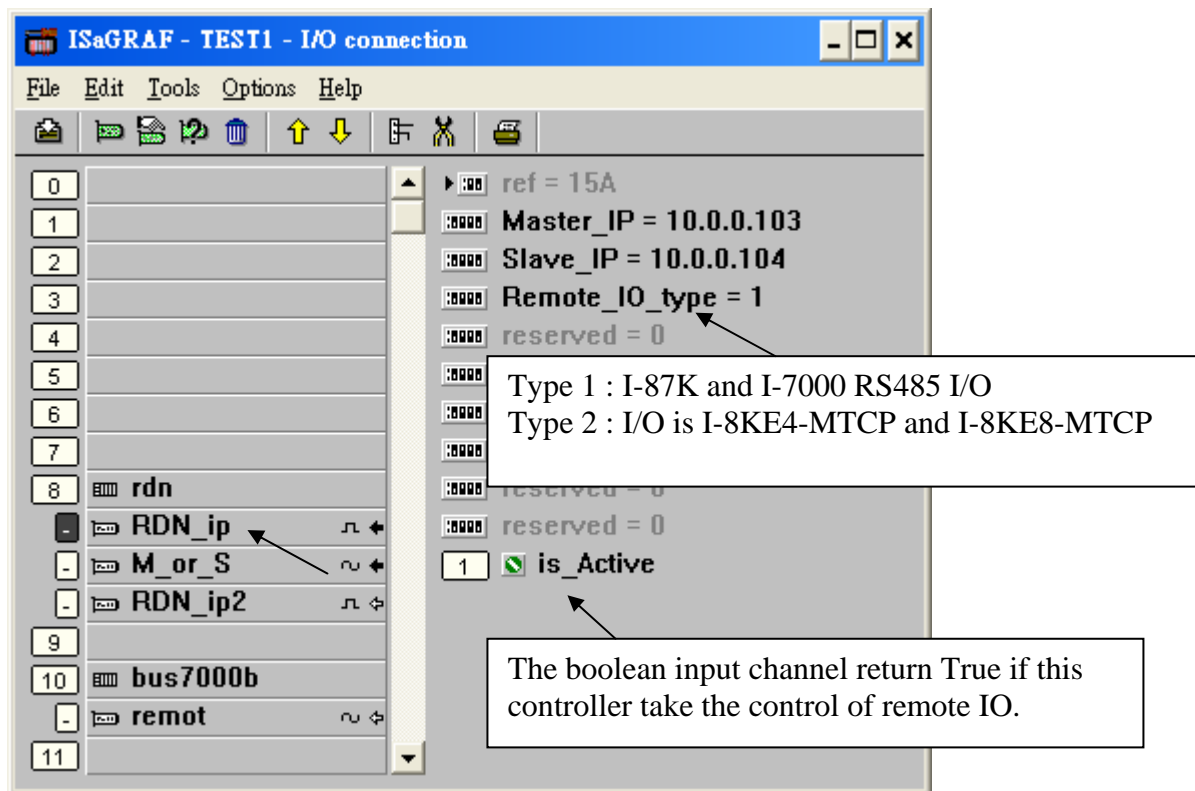 ISaGRAF - TEST1 - I/O connection
File Edit Tools Options Help
0
1
2
3
4
5
6
7
8 rdn
- RDN_ip
- M_or_S
- RDN_ip2
9
10 bus7000b
- remot
11
ref = 15A
Master_IP = 10.0.0.103
Slave_IP = 10.0.0.104
Remote_IO_type = 1
reserved = 0
Type 1 : I-87K and I-7000 RS485 I/O
Type 2 : I/O is I-8KE4-MTCP and I-8KE8-MTCP
reserved = 0
reserved = 0
1 is_Active
The boolean input channel return True if this
controller take the control of remote IO.